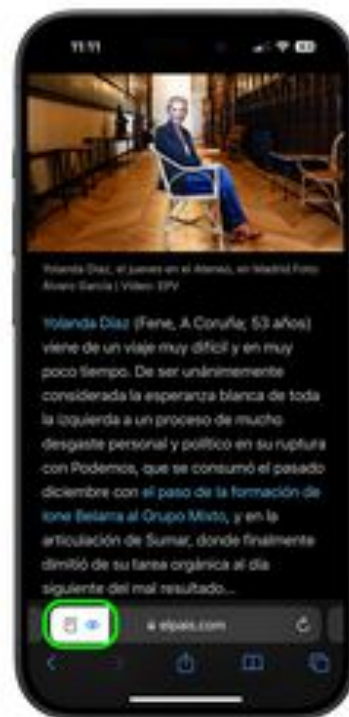 11:11
Yolanda Díaz, el jueves en el Ateneo, en Madrid Foto:
Álvaro García | Vídeo: EPV
Yolanda Díaz (Fene, A Coruña; 53 años)
viene de un viaje muy difícil y en muy
poco tiempo. De ser unánimemente
considerada la esperanza blanca de toda
la izquierda a un proceso de mucho
desgaste personal y político en su ruptura
con Podemos, que se consumó el pasado
diciembre con el paso de la formación de
Ione Belarra al Grupo Mixto, y en la
articulación de Sumar, donde finalmente
dimitió de su tarea orgánica al día
siguiente del mal resultado...
elpais.com